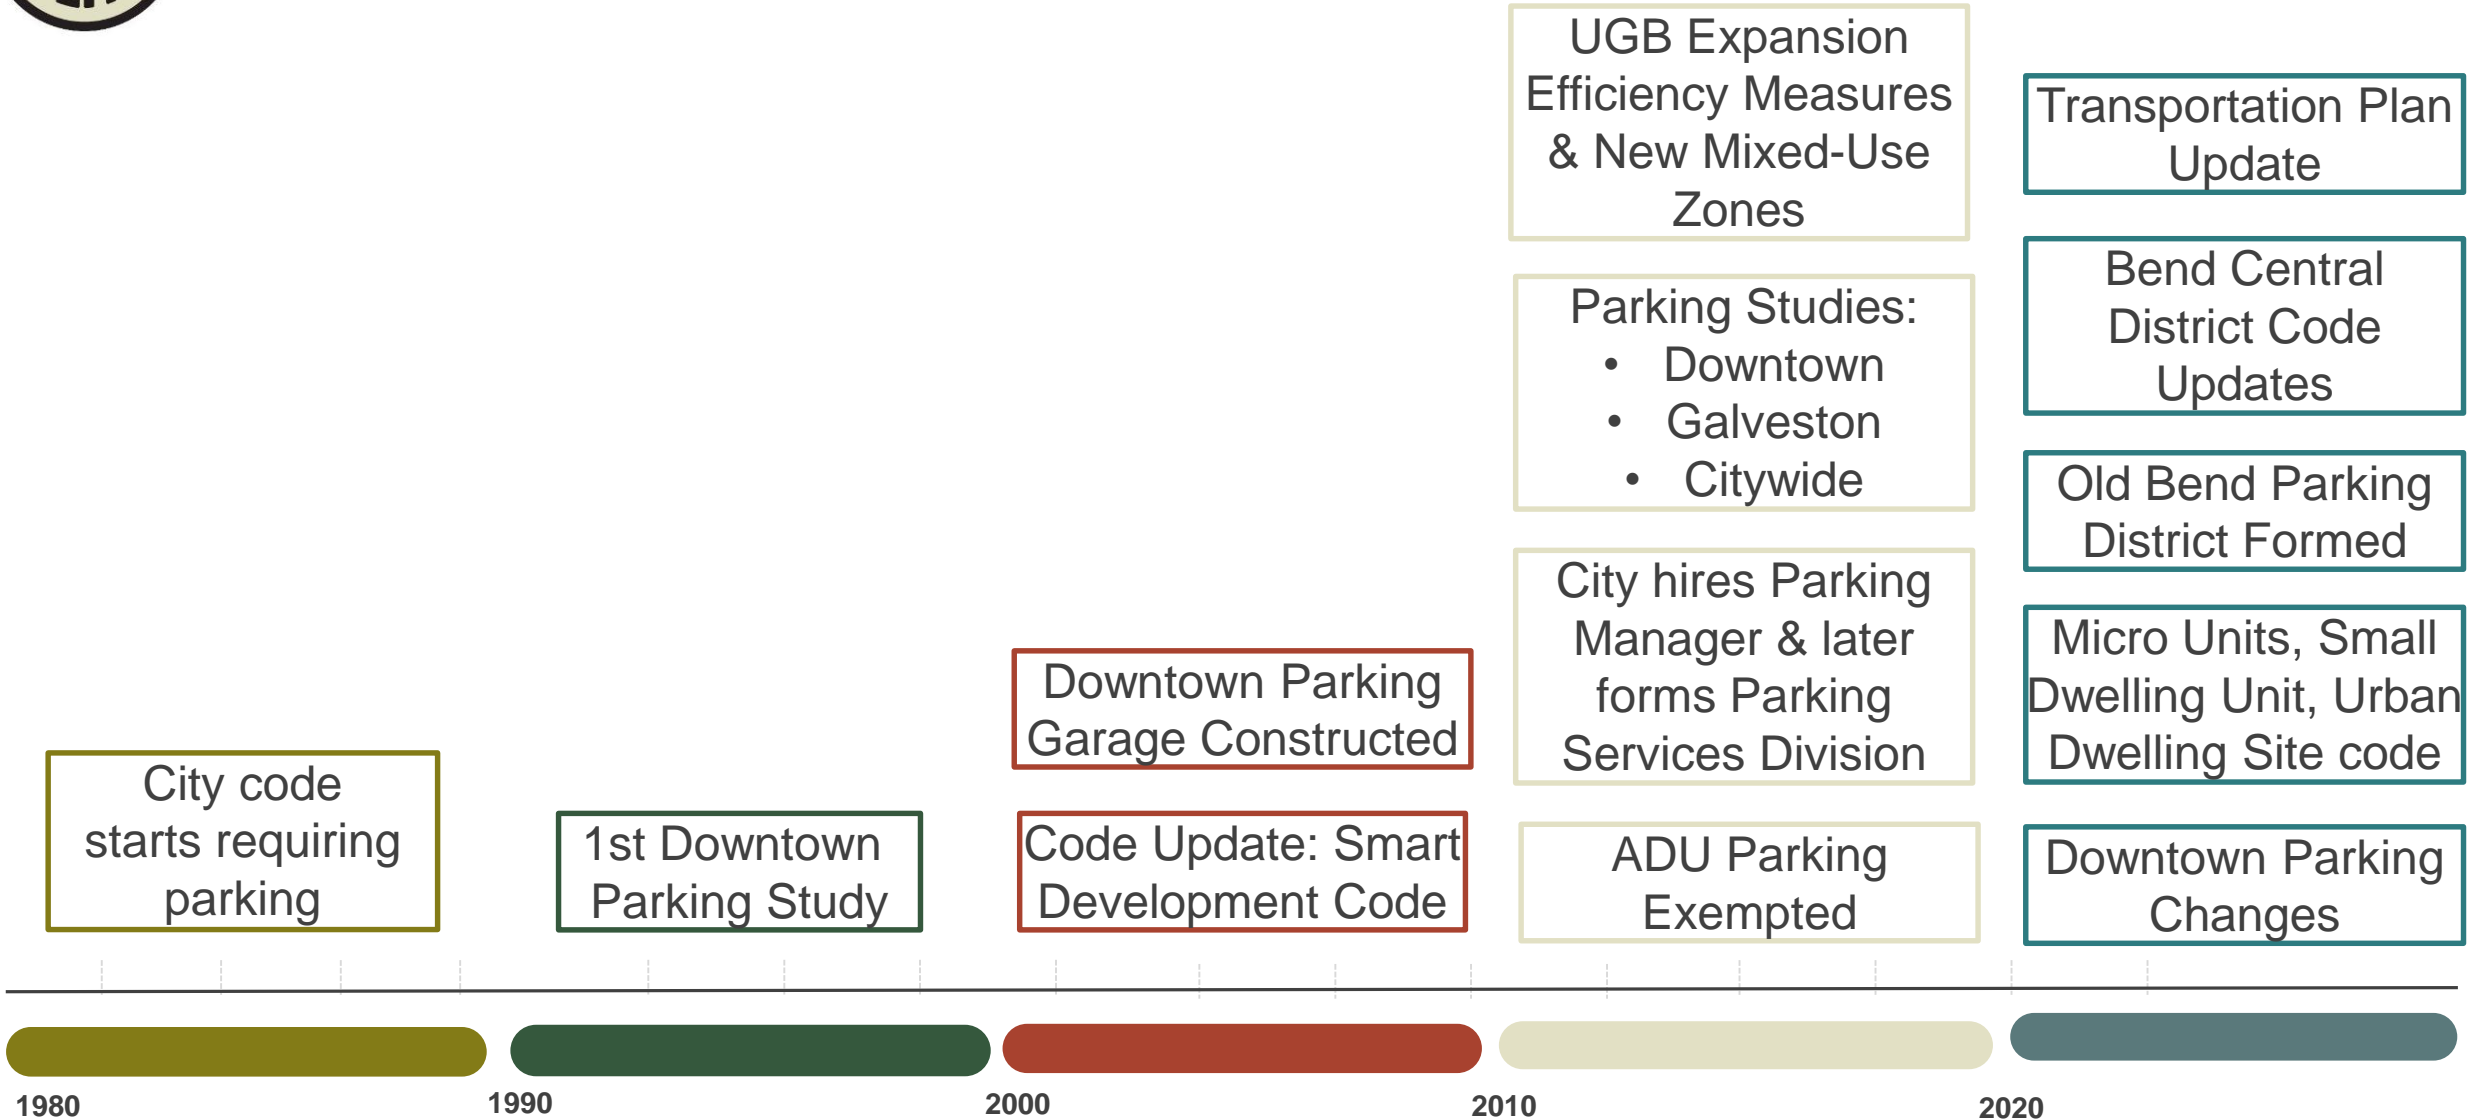 City code
starts requiring
parking
1st Downtown
Parking Study
Downtown Parking
Garage Constructed
Code Update: Smart
Development Code
UGB Expansion
Efficiency Measures
& New Mixed-Use
Zones
Parking Studies:
• Downtown
• Galveston
• Citywide
City hires Parking
Manager & later
forms Parking
Services Division
ADU Parking
Exempted
Transportation Plan
Update
Bend Central
District Code
Updates
Old Bend Parking
District Formed
Micro Units, Small
Dwelling Unit, Urban
Dwelling Site code
Downtown Parking
Changes
1980
1990
2000
2010
2020